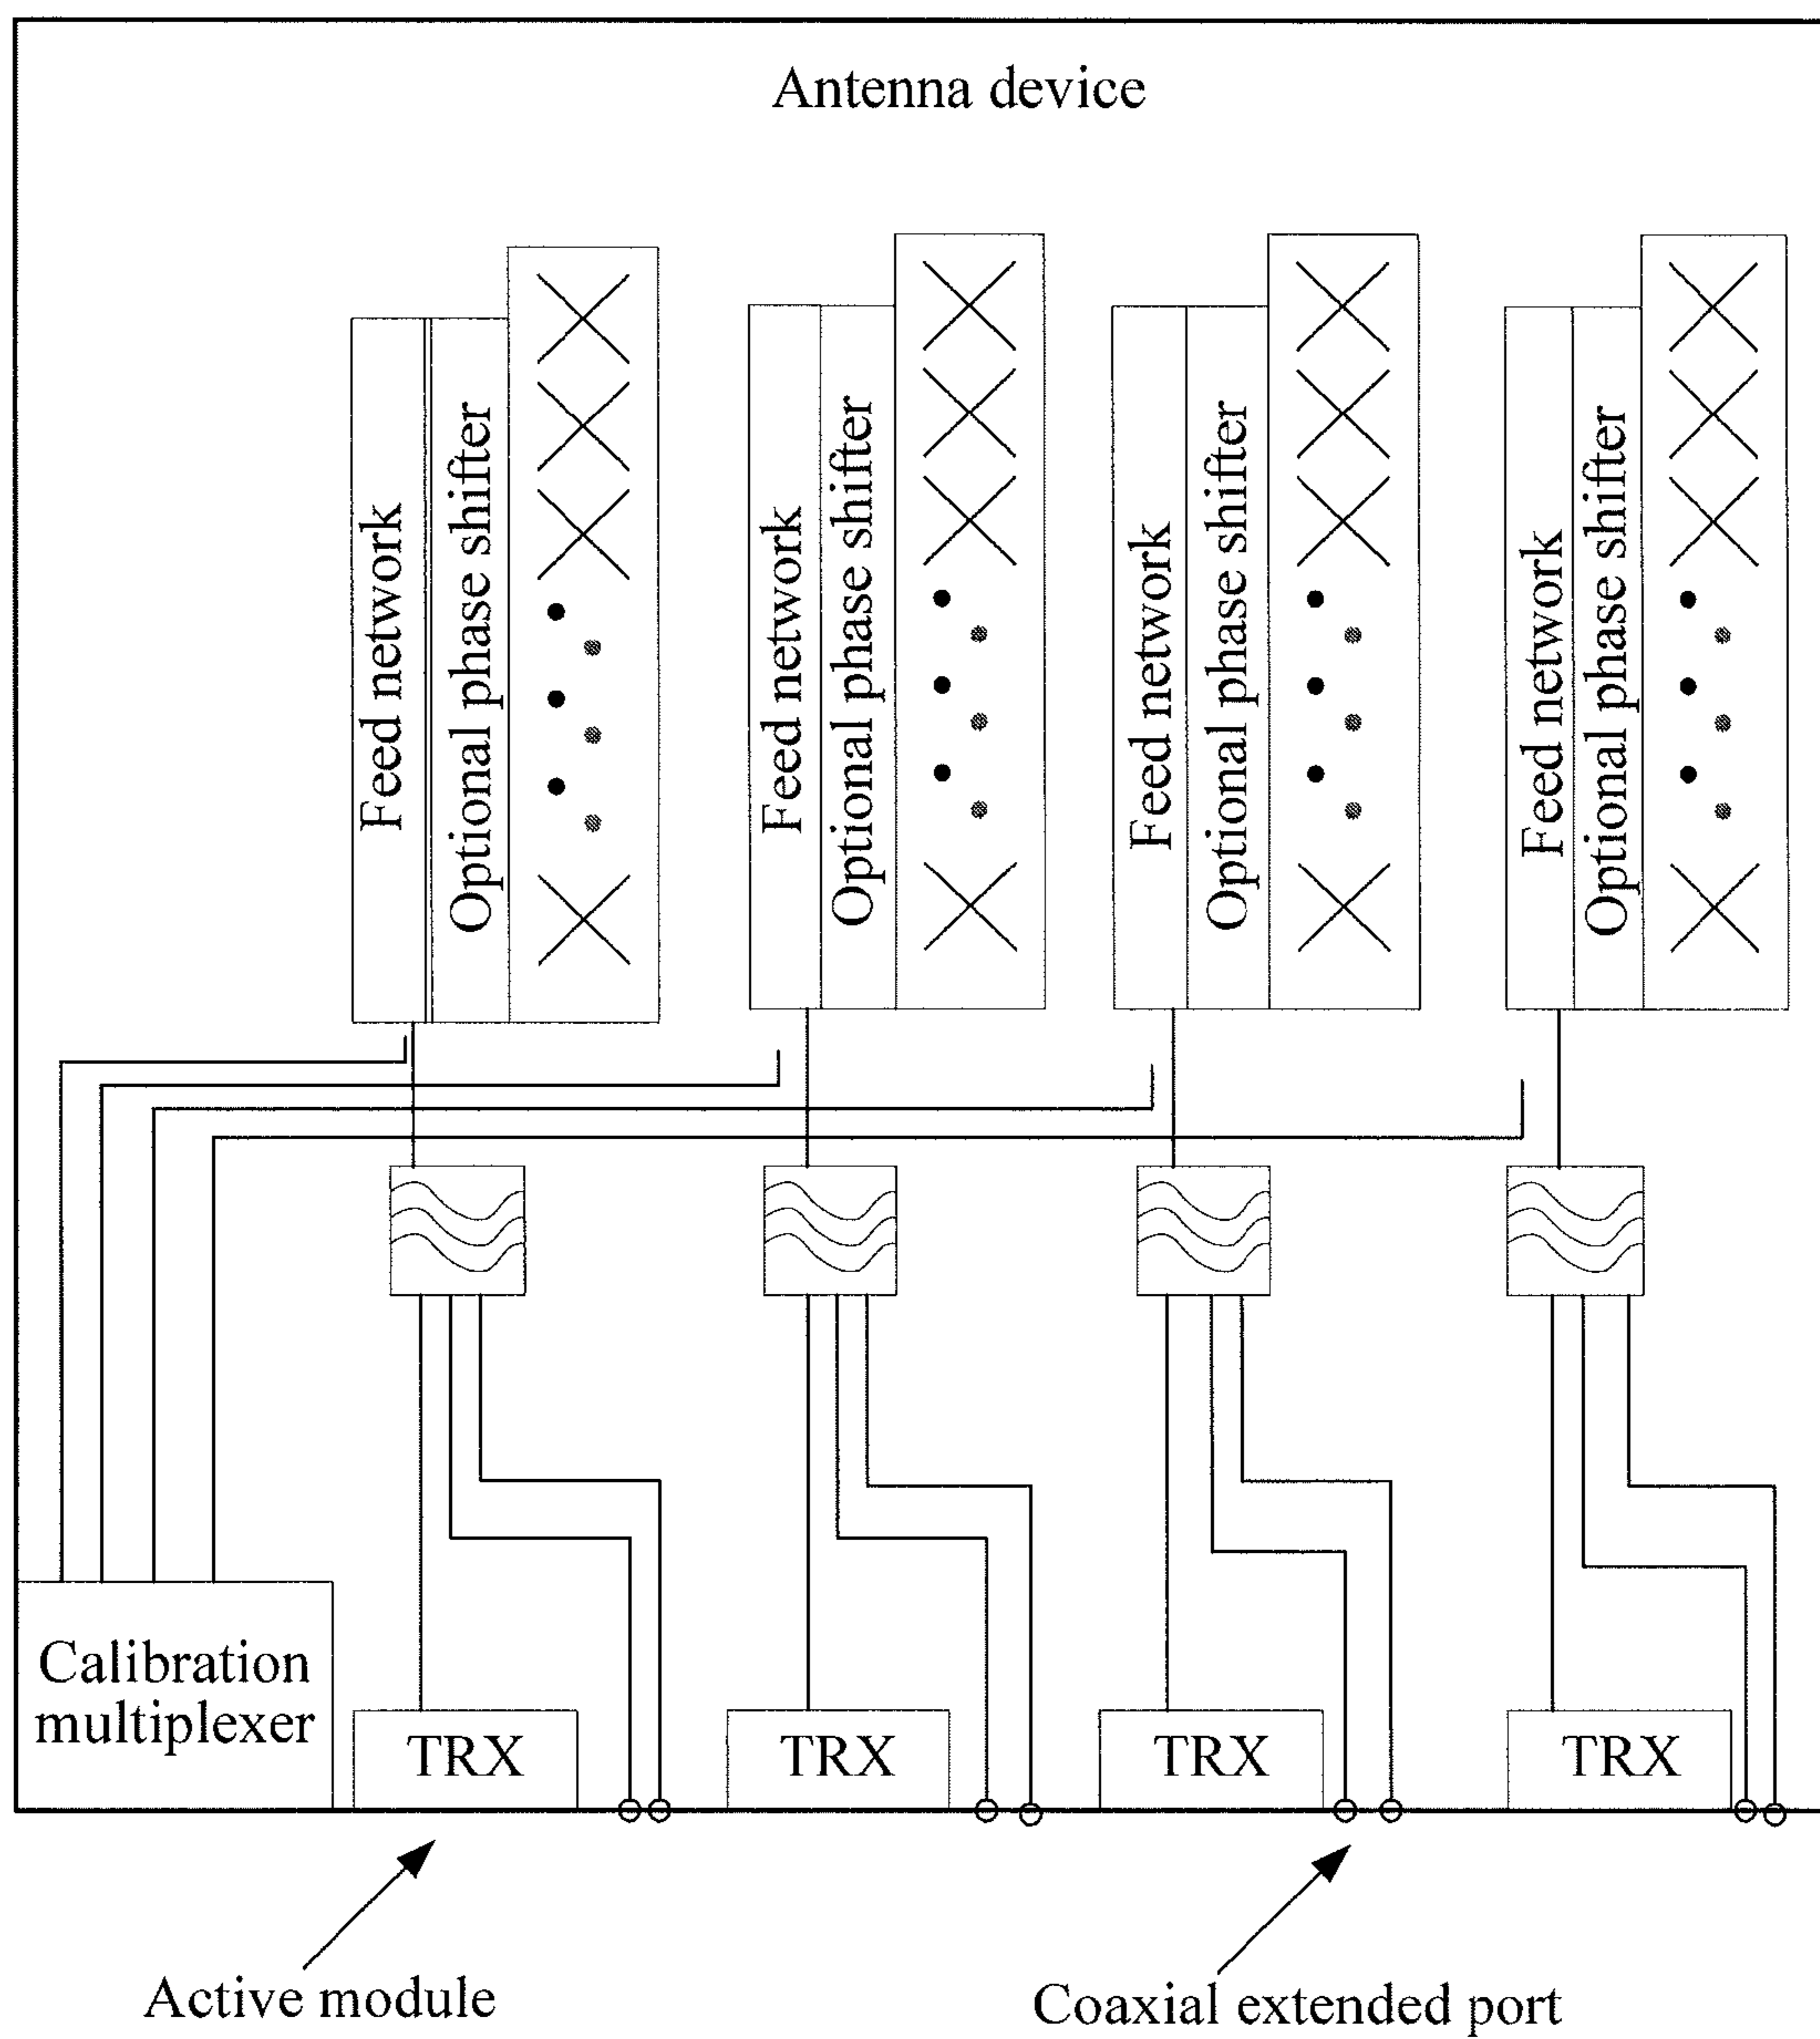 Antenna device
Feed network
Optional phase shifter
Feed network
Optional phase shifter
Feed network
Optional phase shifter
Feed network
Optional phase shifter
Calibration
multiplexer
TRX
TRX
TRX
TRX
Active module
Coaxial extended port